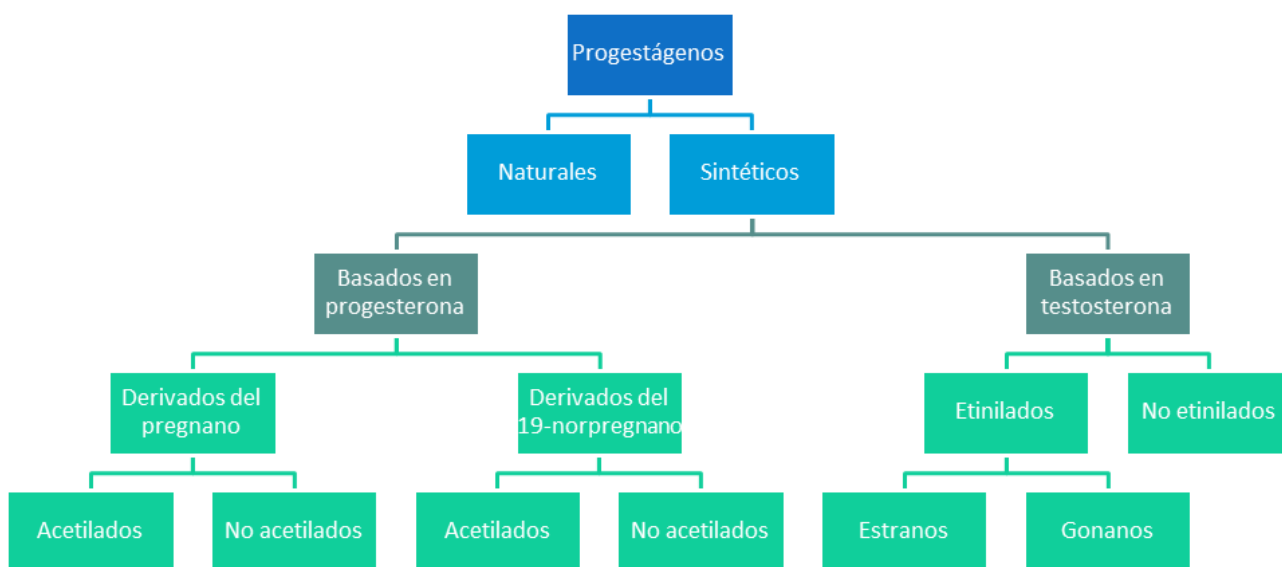 Progestágenos
Naturales
Sintéticos
Basados en
progesterona
Basados en
testosterona
Derivados del
pregnano
Derivados del
19-norpregnano
Etinilados
No etinilados
Acetilados
No acetilados
Acetilados
No acetilados
Estranos
Gonanos